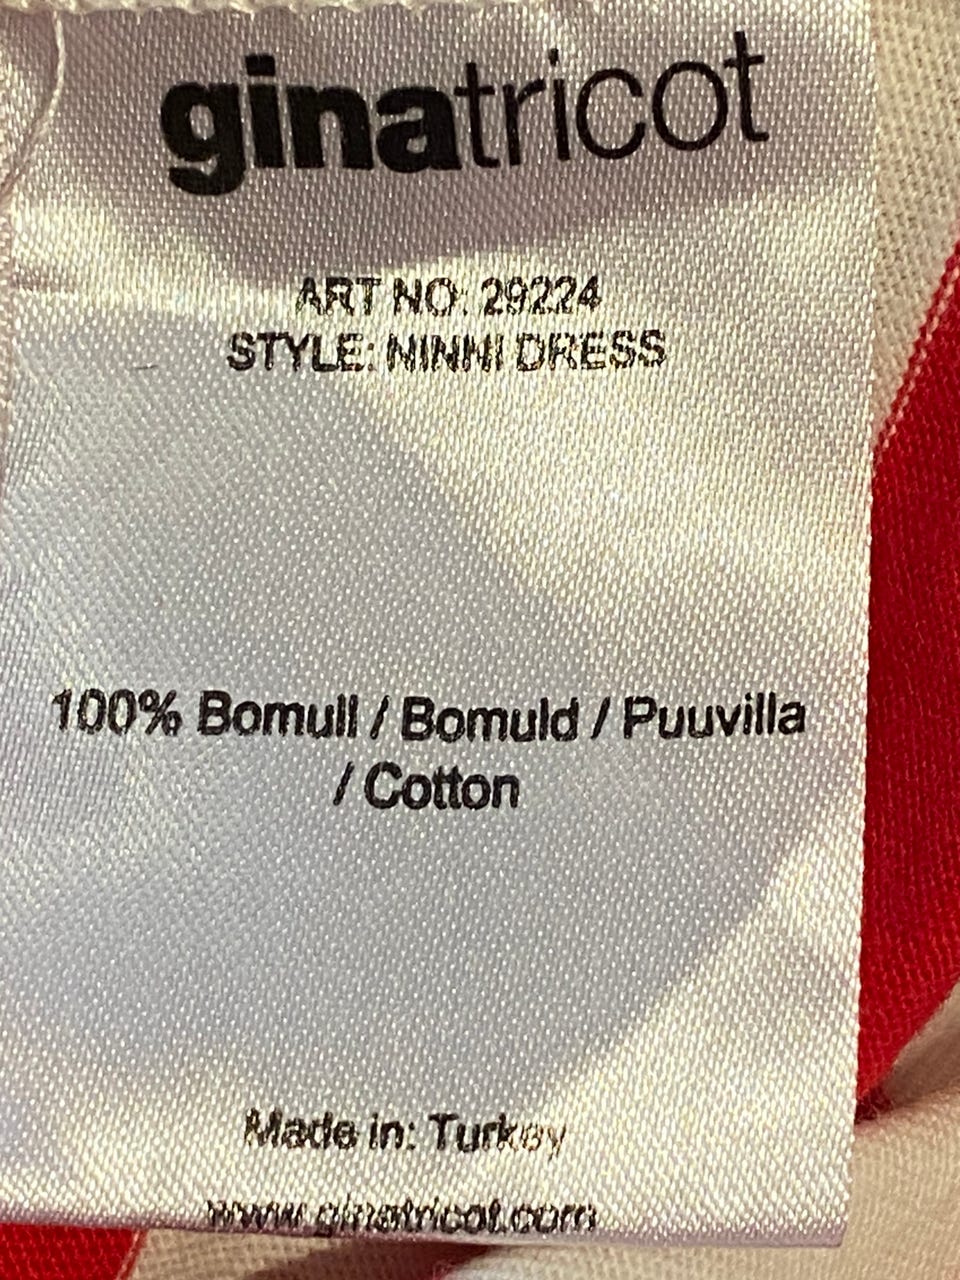 ginatricot
ART NO: 29224
STYLE: NINNI DRESS
100% Bomull / Bomuld / Puuvilla
/ Cotton
Made in: Turkey
www.ginatricot.com